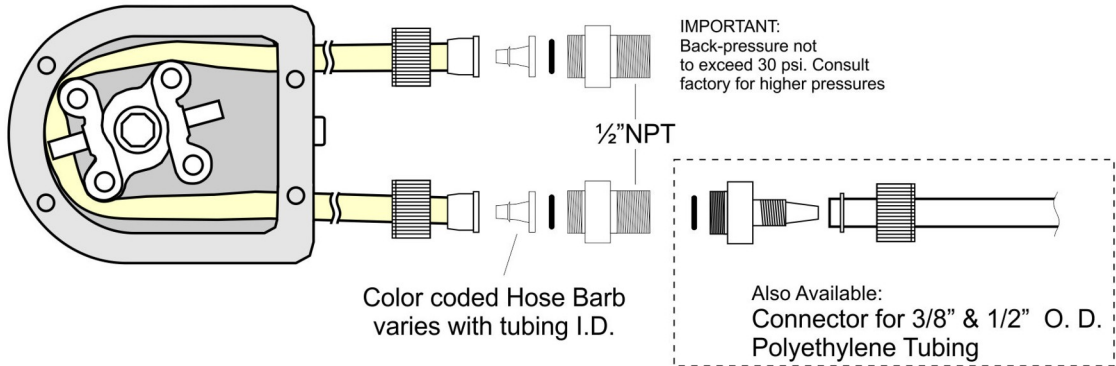 IMPORTANT:
Back-pressure not
to exceed 30 psi. Consult
factory for higher pressures
½”NPT
Color coded Hose Barb
varies with tubing I.D.
Also Available:
Connector for 3/8” & 1/2” O. D.
Polyethylene Tubing